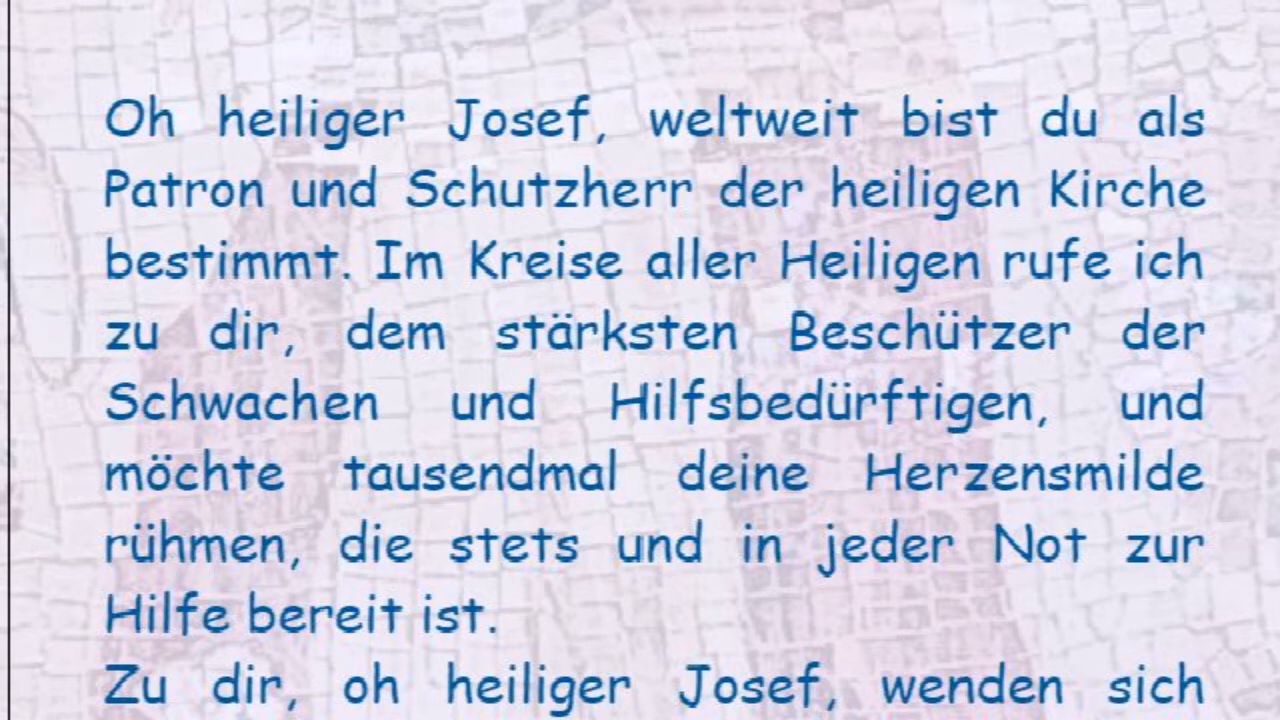 Oh heiliger Josef, weltweit bist du als
Patron und Schutzherr der heiligen Kirche
bestimmt. Im Kreise aller Heiligen rufe ich
zu dir, dem stärksten Beschützer der
Schwachen und Hilfsbedürftigen, und
möchte tausendmal deine Herzensmilde
rühmen, die stets und in jeder Not zur
Hilfe bereit ist.
Zu dir, oh heiliger Josef, wenden sich